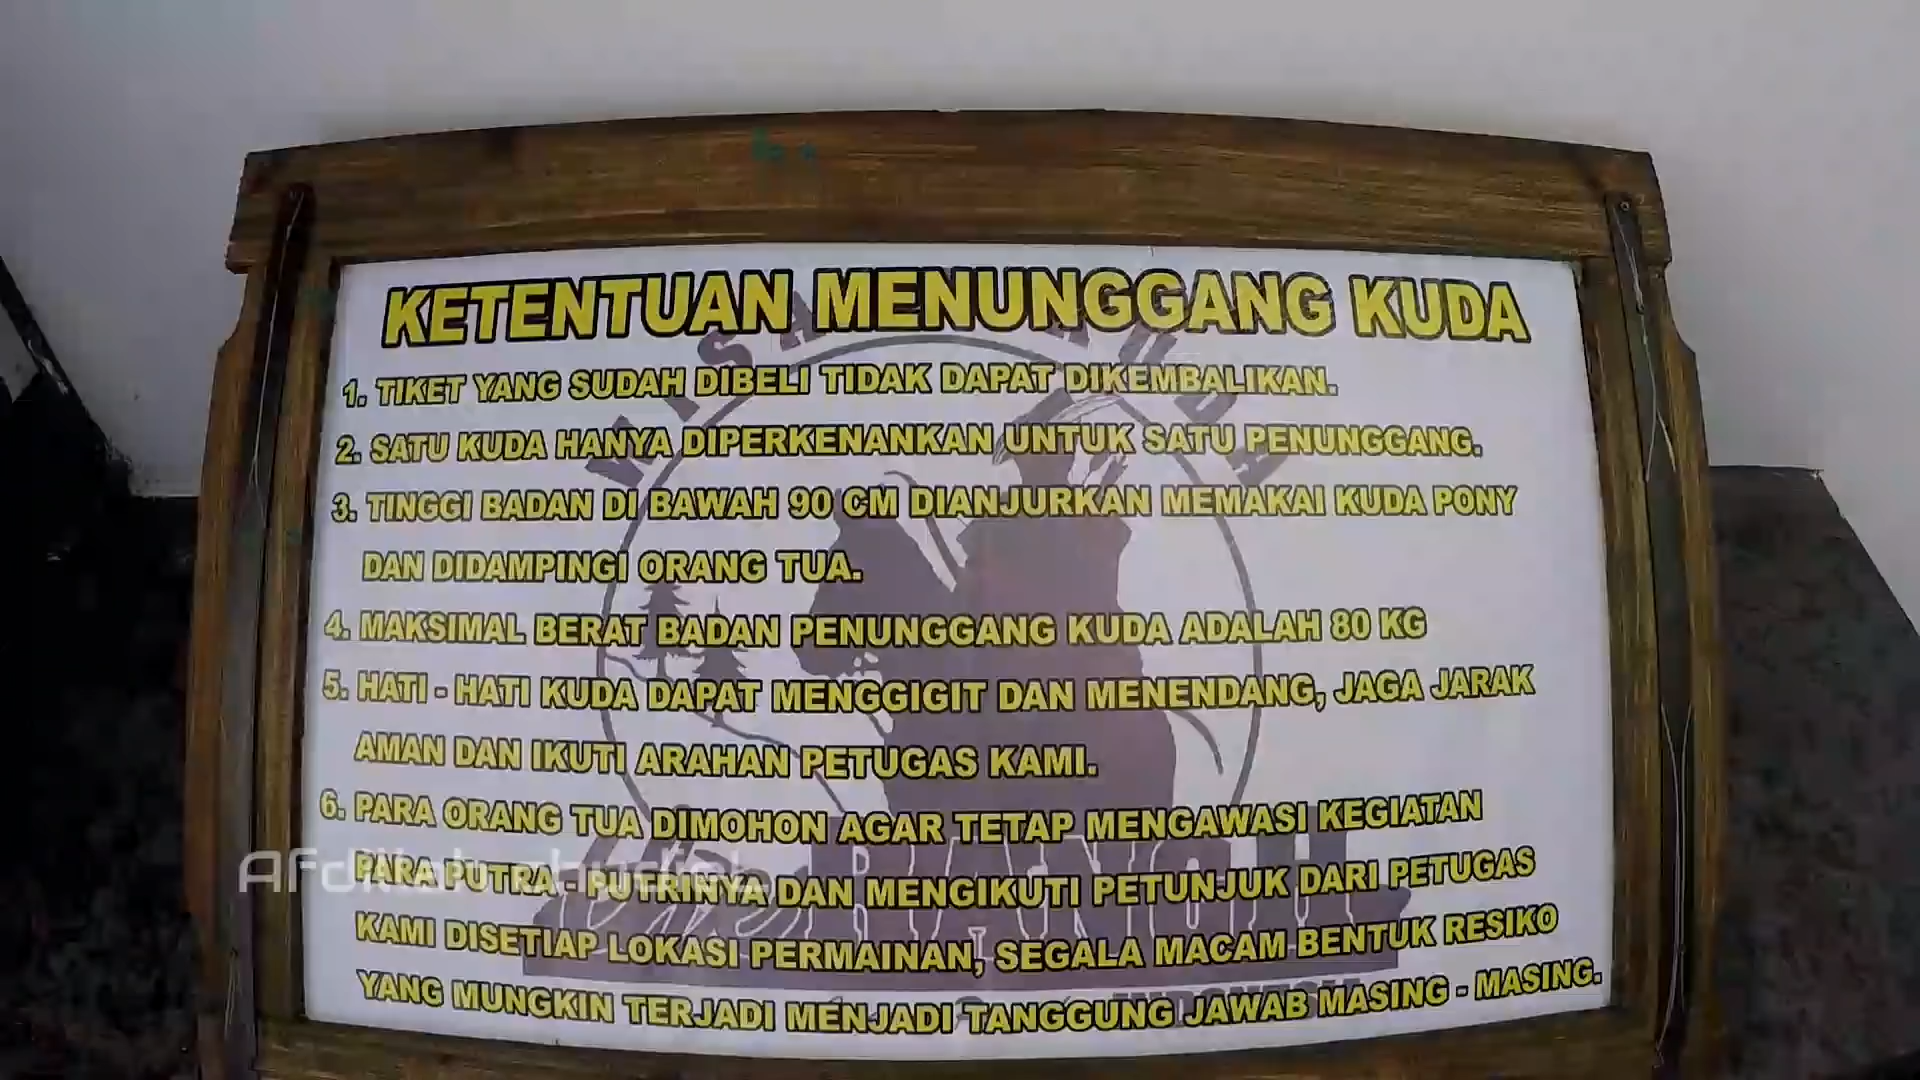 KETENTUAN MENUNGGANG KUDA
1. TIKET YANG SUDAH DIBELI TIDAK DAPAT DIKEMBALIKAN.
2. SATU KUDA HANYA DIPERKENANKAN UNTUK SATU PENUNGGANG.
3. TINGGI BADAN DI BAWAH 90 CM DIANJURKAN MEMAKAI KUDA PONY
DAN DIDAMPINGI ORANG TUA.
4. MAKSIMAL BERAT BADAN PENUNGGANG KUDA ADALAH 80 KG
5. HATI - HATI KUDA DAPAT MENGGIGIT DAN MENENDANG, JAGA JARAK
AMAN DAN IKUTI ARAHAN PETUGAS KAMI.
6. PARA ORANG TUA DIMOHON AGAR TETAP MENGAWASI KEGIATAN
PARA PUTRA - PUTRINYA DAN MENGIKUTI PETUNJUK DARI PETUGAS
KAMI DISETIAP LOKASI PERMAINAN, SEGALA MACAM BENTUK RESIKO
YANG MUNGKIN TERJADI MENJADI TANGGUNG JAWAB MASING - MASING.
RANCH